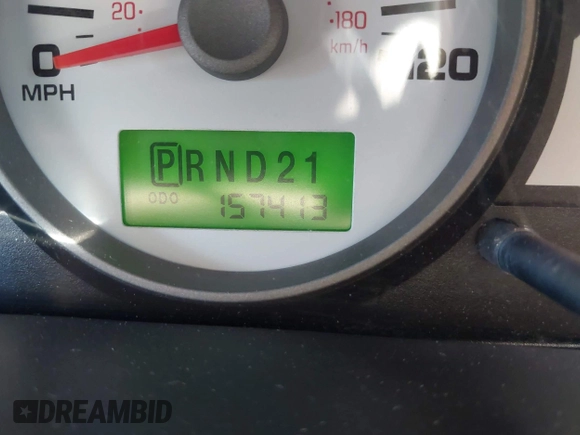 20
180
km/h
0
120
MPH
PRND21
ODO 157413
DREAMBID